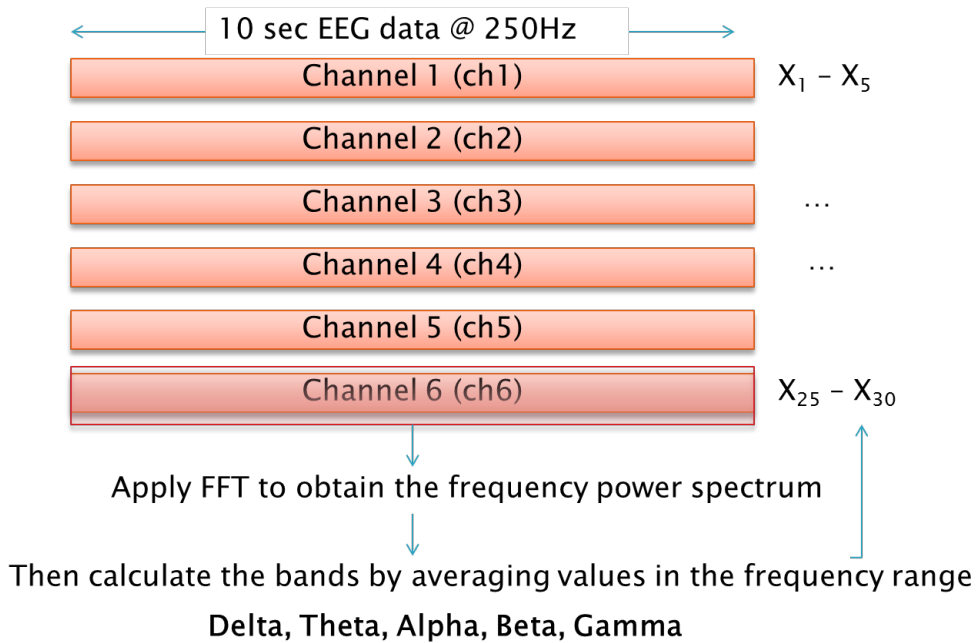 10 sec EEG data @ 250Hz
Channel 1 (ch1) X₁ – X₅
Channel 2 (ch2)
Channel 3 (ch3) ...
Channel 4 (ch4) ...
Channel 5 (ch5)
Channel 6 (ch6) X₂₅ – X₃₀
Apply FFT to obtain the frequency power spectrum
Then calculate the bands by averaging values in the frequency range
Delta, Theta, Alpha, Beta, Gamma